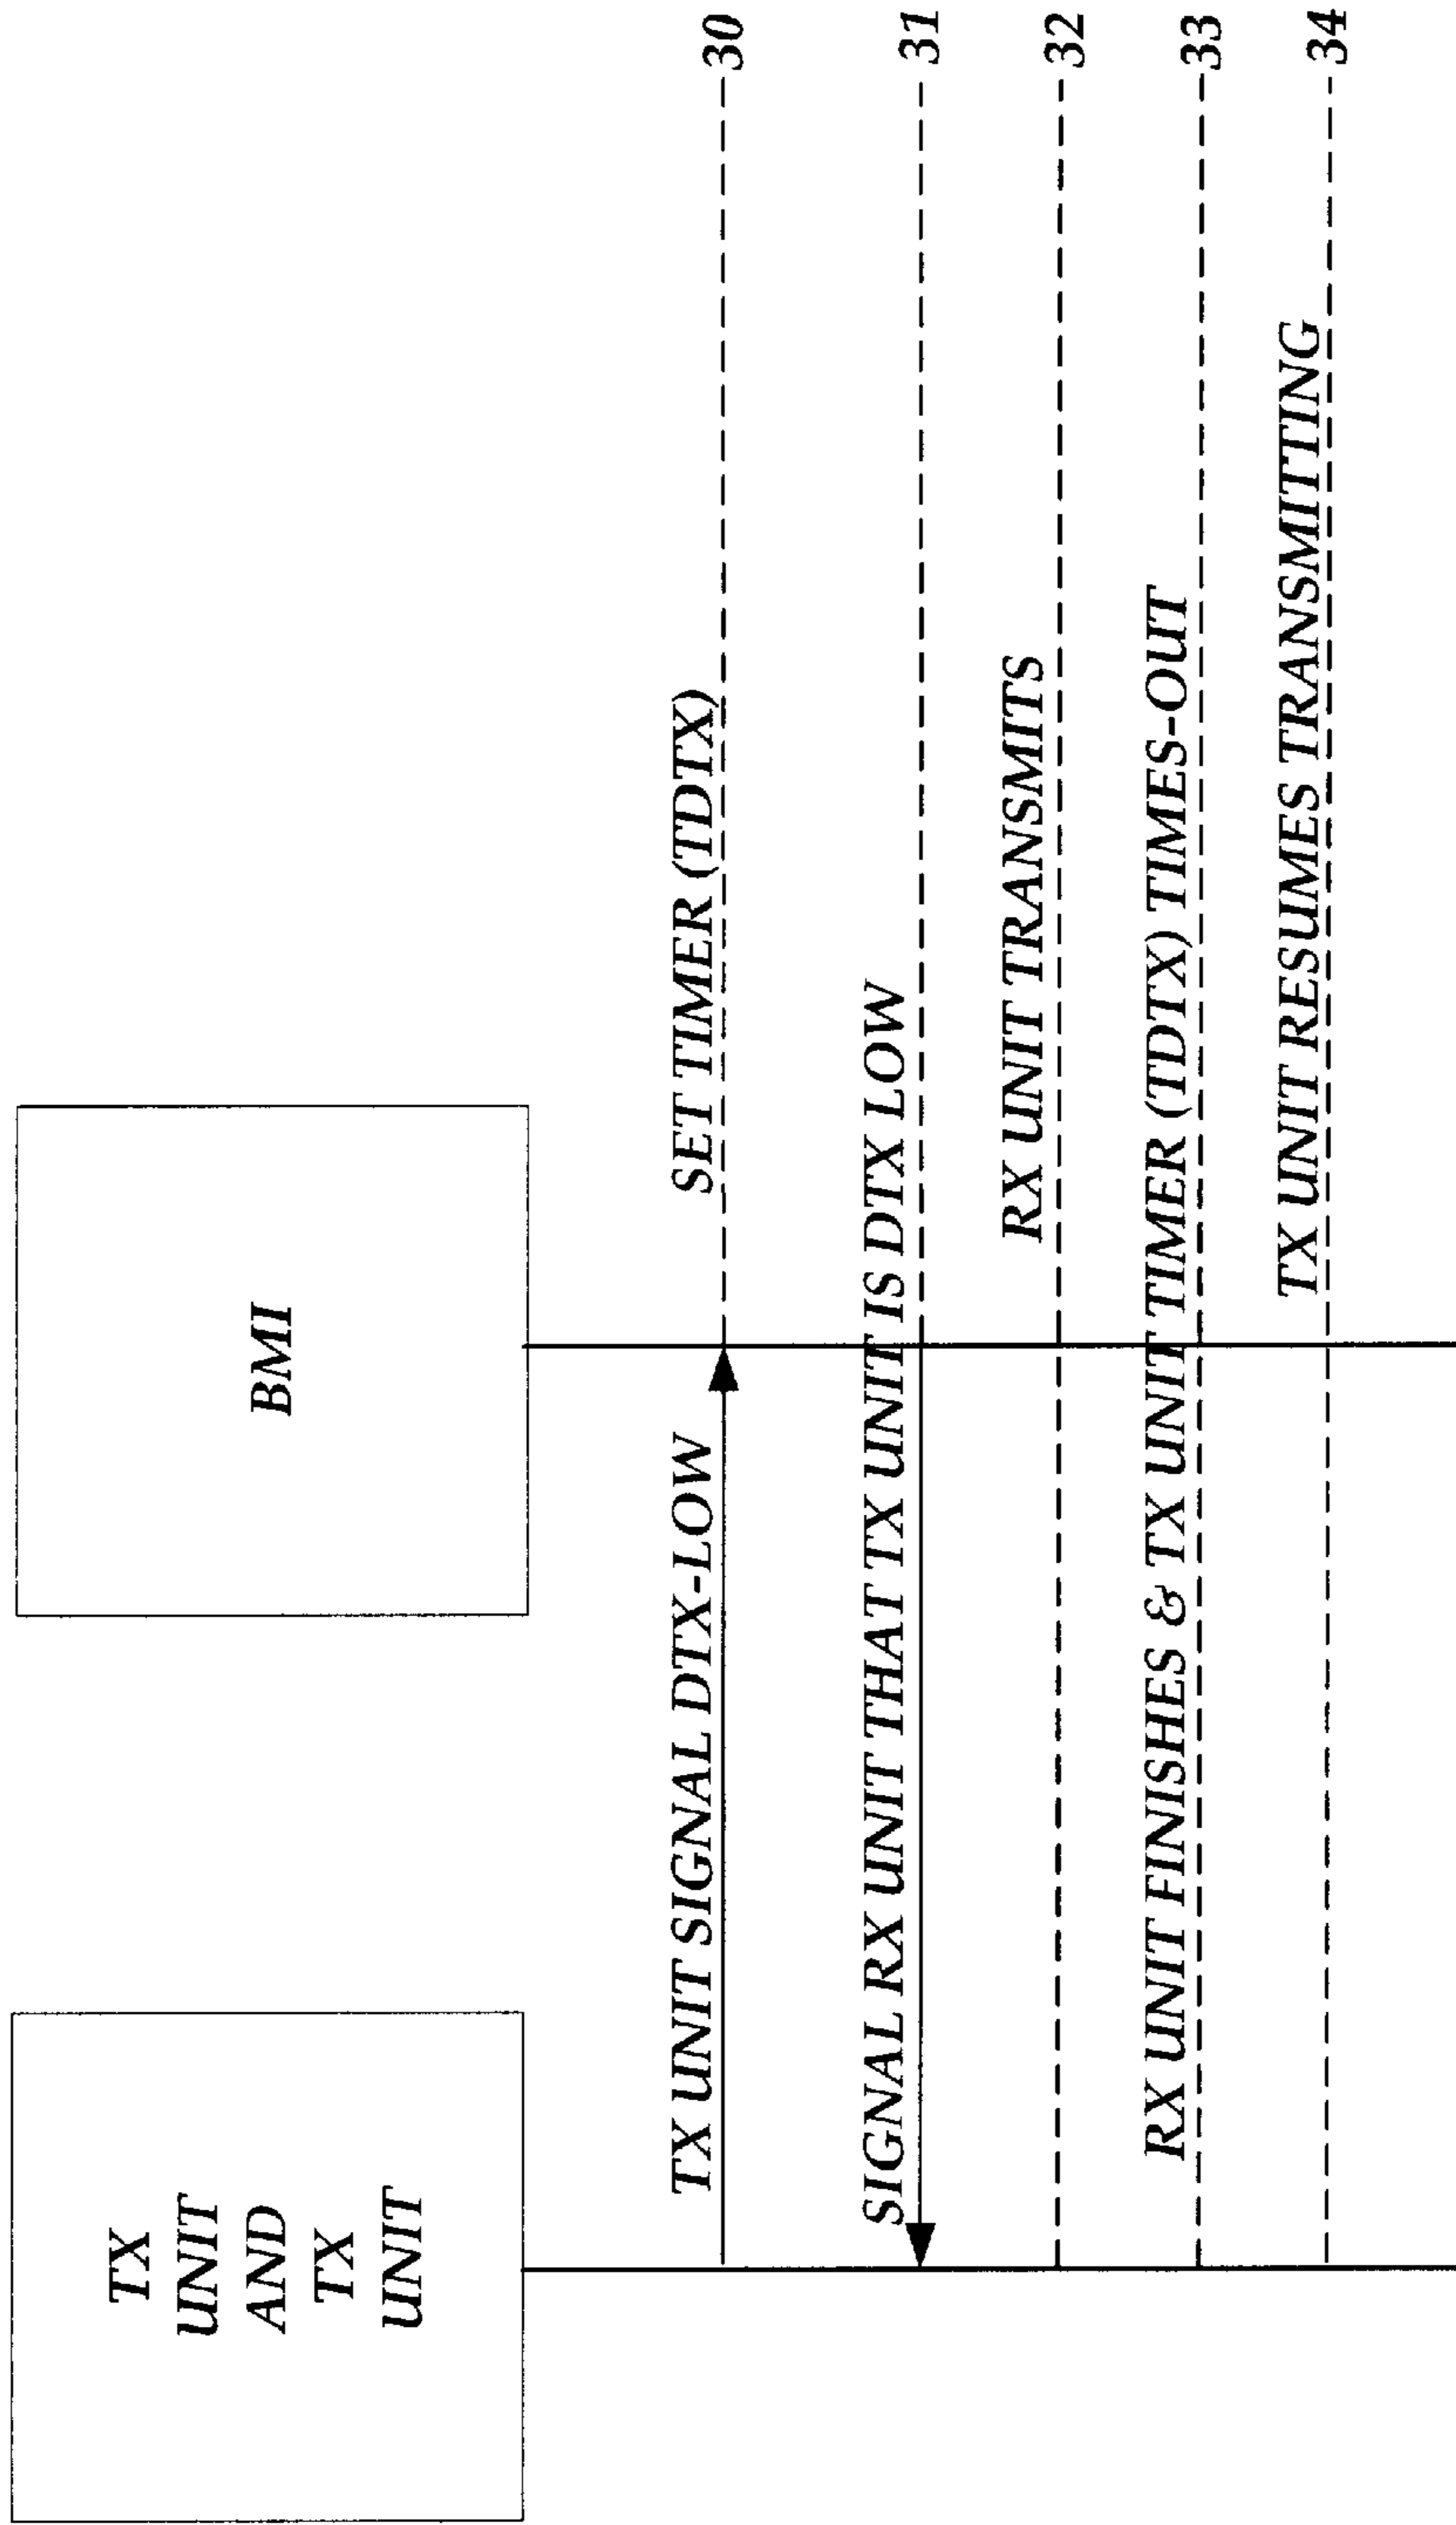 TX
UNIT
AND
TX
UNIT
BMI
TX UNIT SIGNAL DTX-LOW
SET TIMER (TDTX)
30
SIGNAL RX UNIT THAT TX UNIT IS DTX LOW
31
RX UNIT TRANSMITS
32
RX UNIT FINISHES & TX UNIT TIMER (TDTX) TIMES-OUT
33
TX UNIT RESUMES TRANSMITTING
34